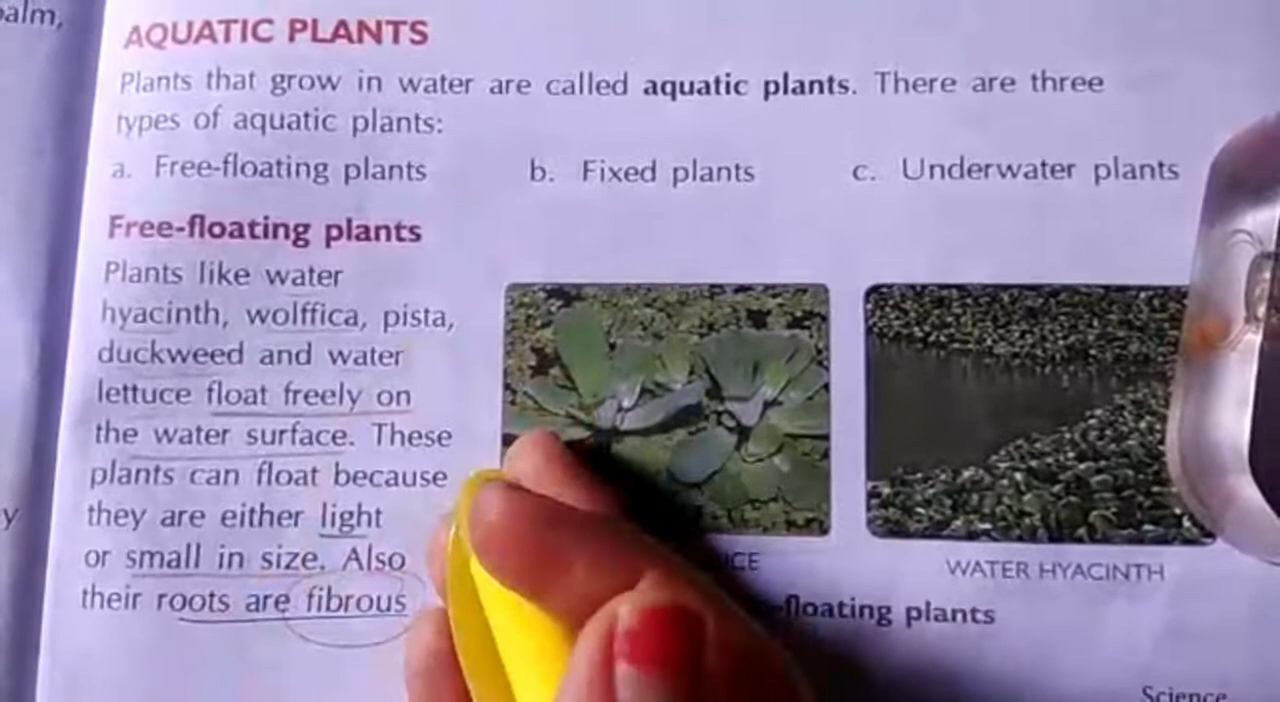 palm,
AQUATIC PLANTS
Plants that grow in water are called aquatic plants. There are three
types of aquatic plants:
a. Free-floating plants b. Fixed plants c. Underwater plants
Free-floating plants
Plants like water
hyacinth, wolffica, pista,
duckweed and water
lettuce float freely on
the water surface. These
plants can float because
they are either light
or small in size. Also
their roots are fibrous
WATER HYACINTH
floating plants
Science